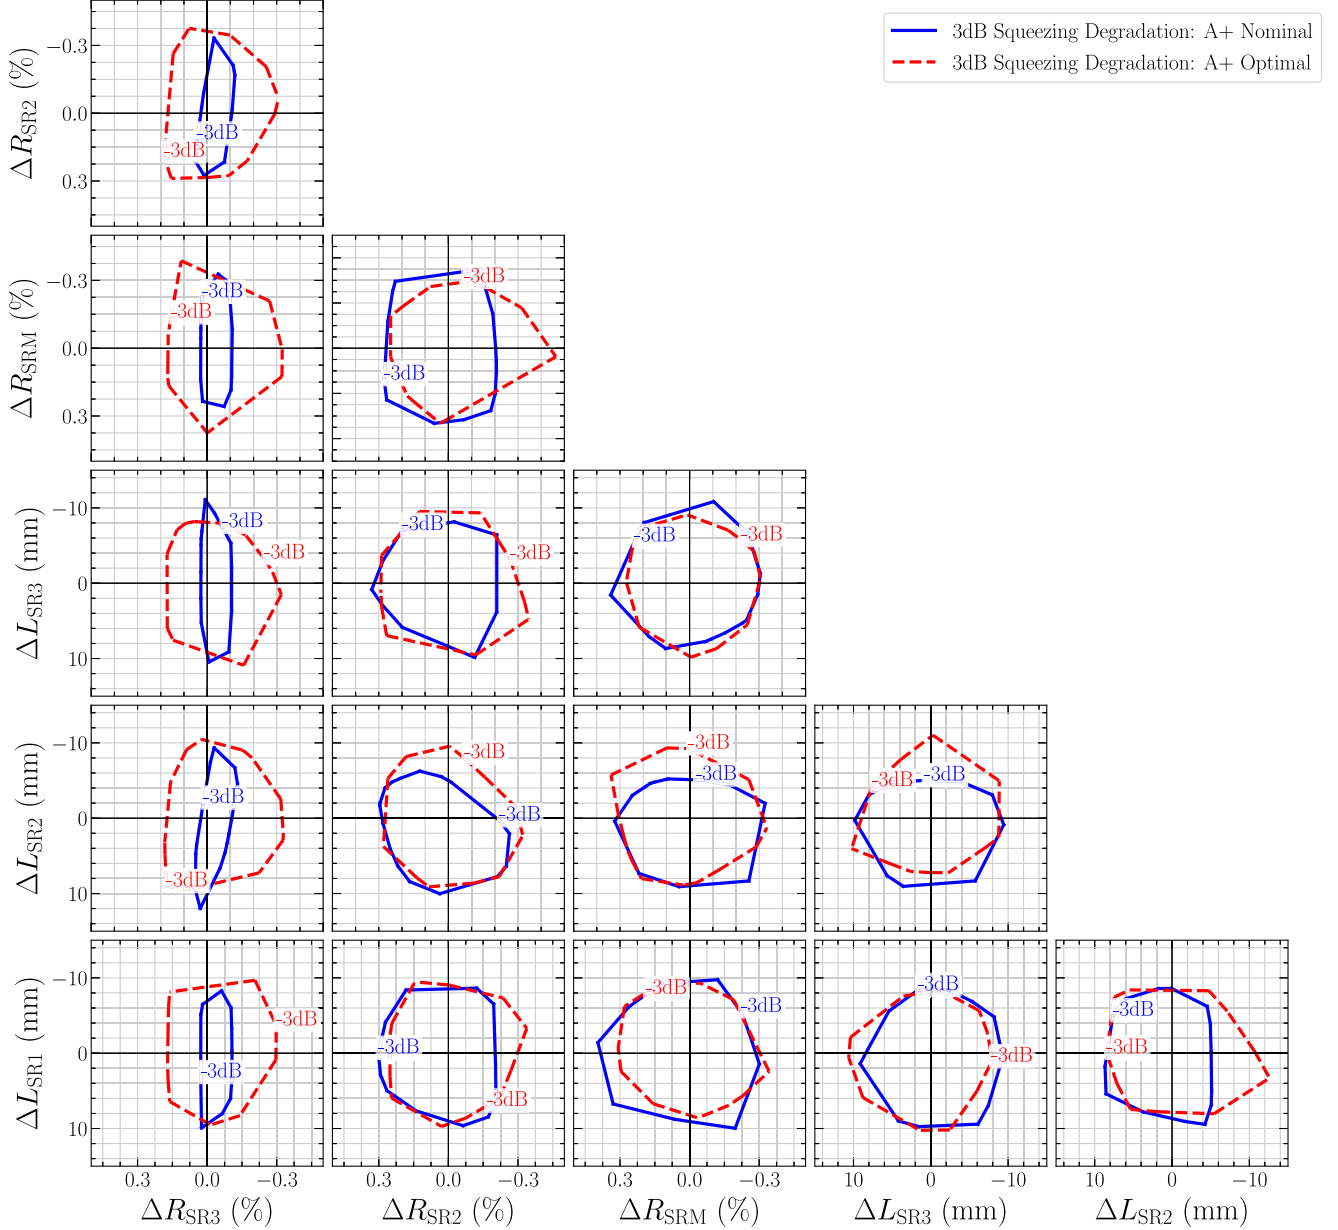 3dB Squeezing Degradation: A+ Nominal
3dB Squeezing Degradation: A+ Optimal
ΔR_SR2 (%)
−0.3
0.0
0.3
-3dB
-3dB
ΔR_SRM (%)
−0.3
0.0
0.3
-3dB
-3dB
-3dB
-3dB
ΔL_SR3 (mm)
−10
0
10
-3dB
-3dB
-3dB
-3dB
-3dB
-3dB
ΔL_SR2 (mm)
−10
0
10
-3dB
-3dB
-3dB
-3dB
-3dB
-3dB
-3dB
-3dB
ΔL_SR1 (mm)
−10
0
10
-3dB
-3dB
-3dB
-3dB
-3dB
-3dB
-3dB
-3dB
-3dB
-3dB
0.3 0.0 −0.3 0.3 0.0 −0.3 0.3 0.0 −0.3 10 0 −10 10 0 −10
ΔR_SR3 (%) ΔR_SR2 (%) ΔR_SRM (%) ΔL_SR3 (mm) ΔL_SR2 (mm)